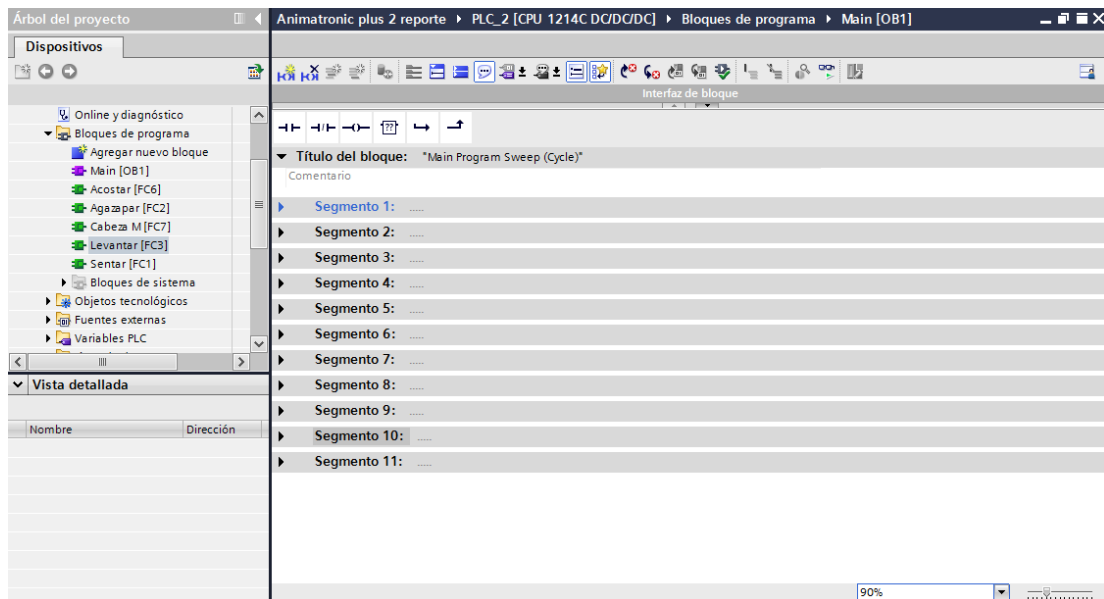 Árbol del proyecto
Dispositivos
Online y diagnóstico
Bloques de programa
Agregar nuevo bloque
Main [OB1]
Acostar [FC6]
Agazapar [FC2]
Cabeza M [FC7]
Levantar [FC3]
Sentar [FC1]
Bloques de sistema
Objetos tecnológicos
Fuentes externas
Variables PLC
Vista detallada
Nombre Dirección
Animatronic plus 2 reporte PLC_2 [CPU 1214C DC/DC/DC] Bloques de programa Main [OB1]
Interfaz de bloque
??
Título del bloque: "Main Program Sweep (Cycle)"
Comentario
Segmento 1: .....
Segmento 2: .....
Segmento 3: .....
Segmento 4: .....
Segmento 5: .....
Segmento 6: .....
Segmento 7: .....
Segmento 8: .....
Segmento 9: .....
Segmento 10: .....
Segmento 11: .....
90%